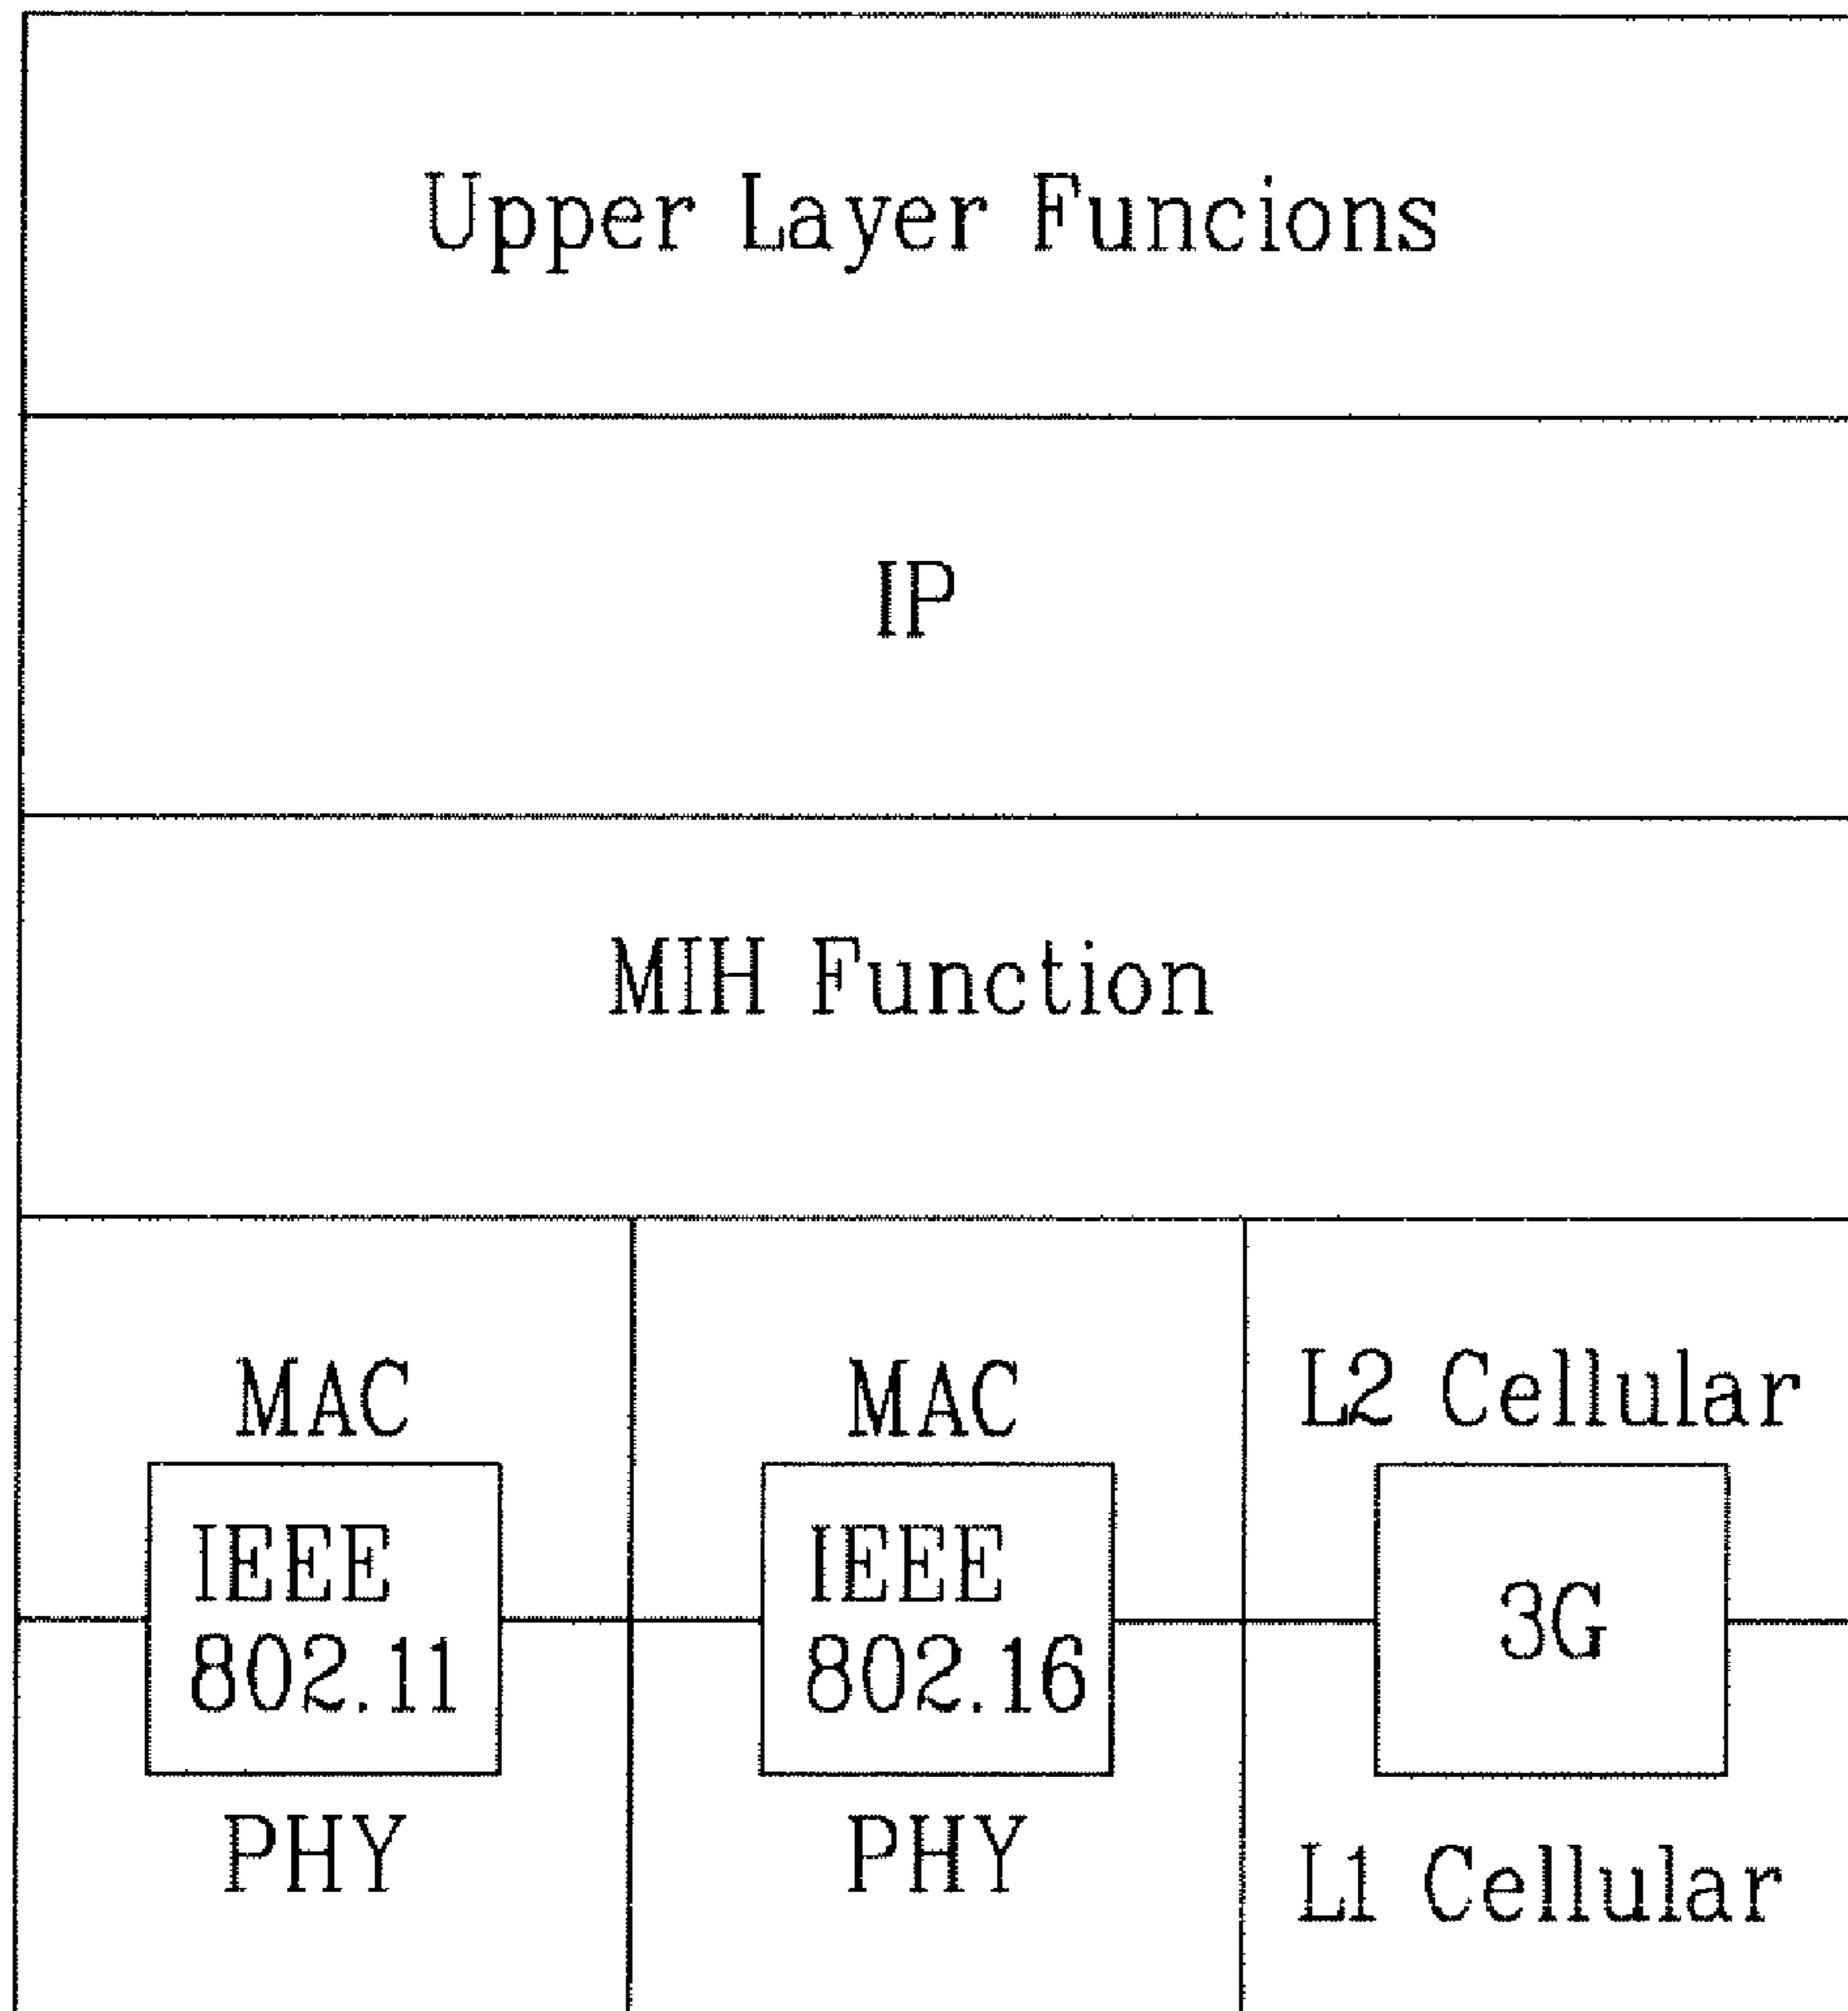 Upper Layer Funcions
IP
MIH Function
MAC
IEEE
802.11
PHY
MAC
IEEE
802.16
PHY
L2 Cellular
3G
L1 Cellular